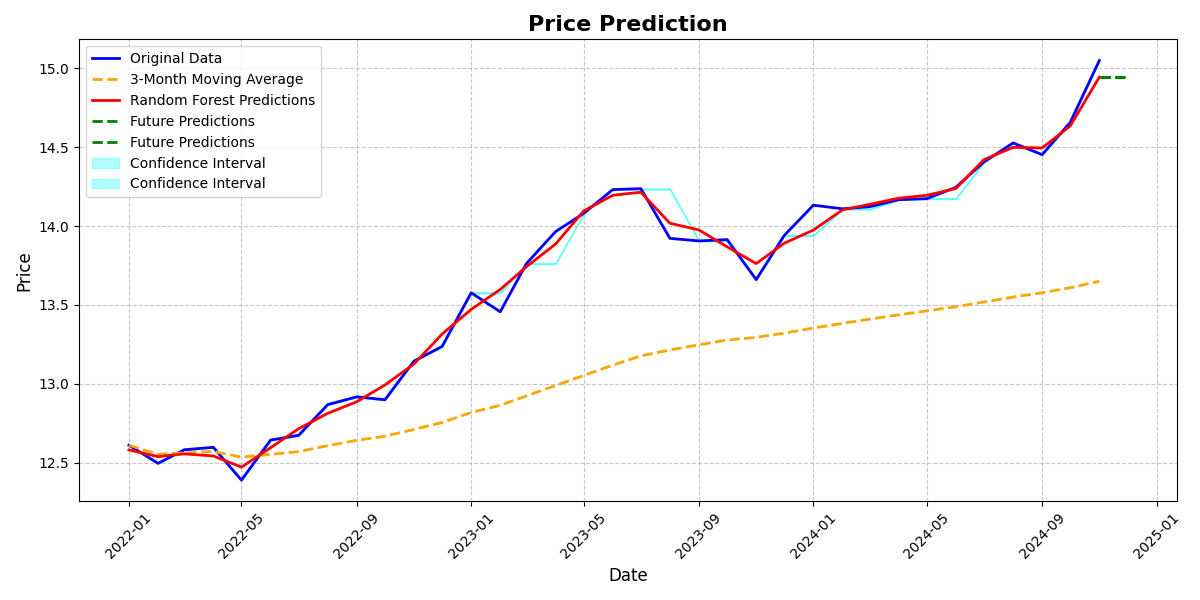 Price Prediction
Original Data
3-Month Moving Average
Random Forest Predictions
Future Predictions
Future Predictions
Confidence Interval
Confidence Interval
Price
15.0
14.5
14.0
13.5
13.0
12.5
2022-01
2022-05
2022-09
2023-01
2023-05
2023-09
2024-01
2024-05
2024-09
2025-01
Date